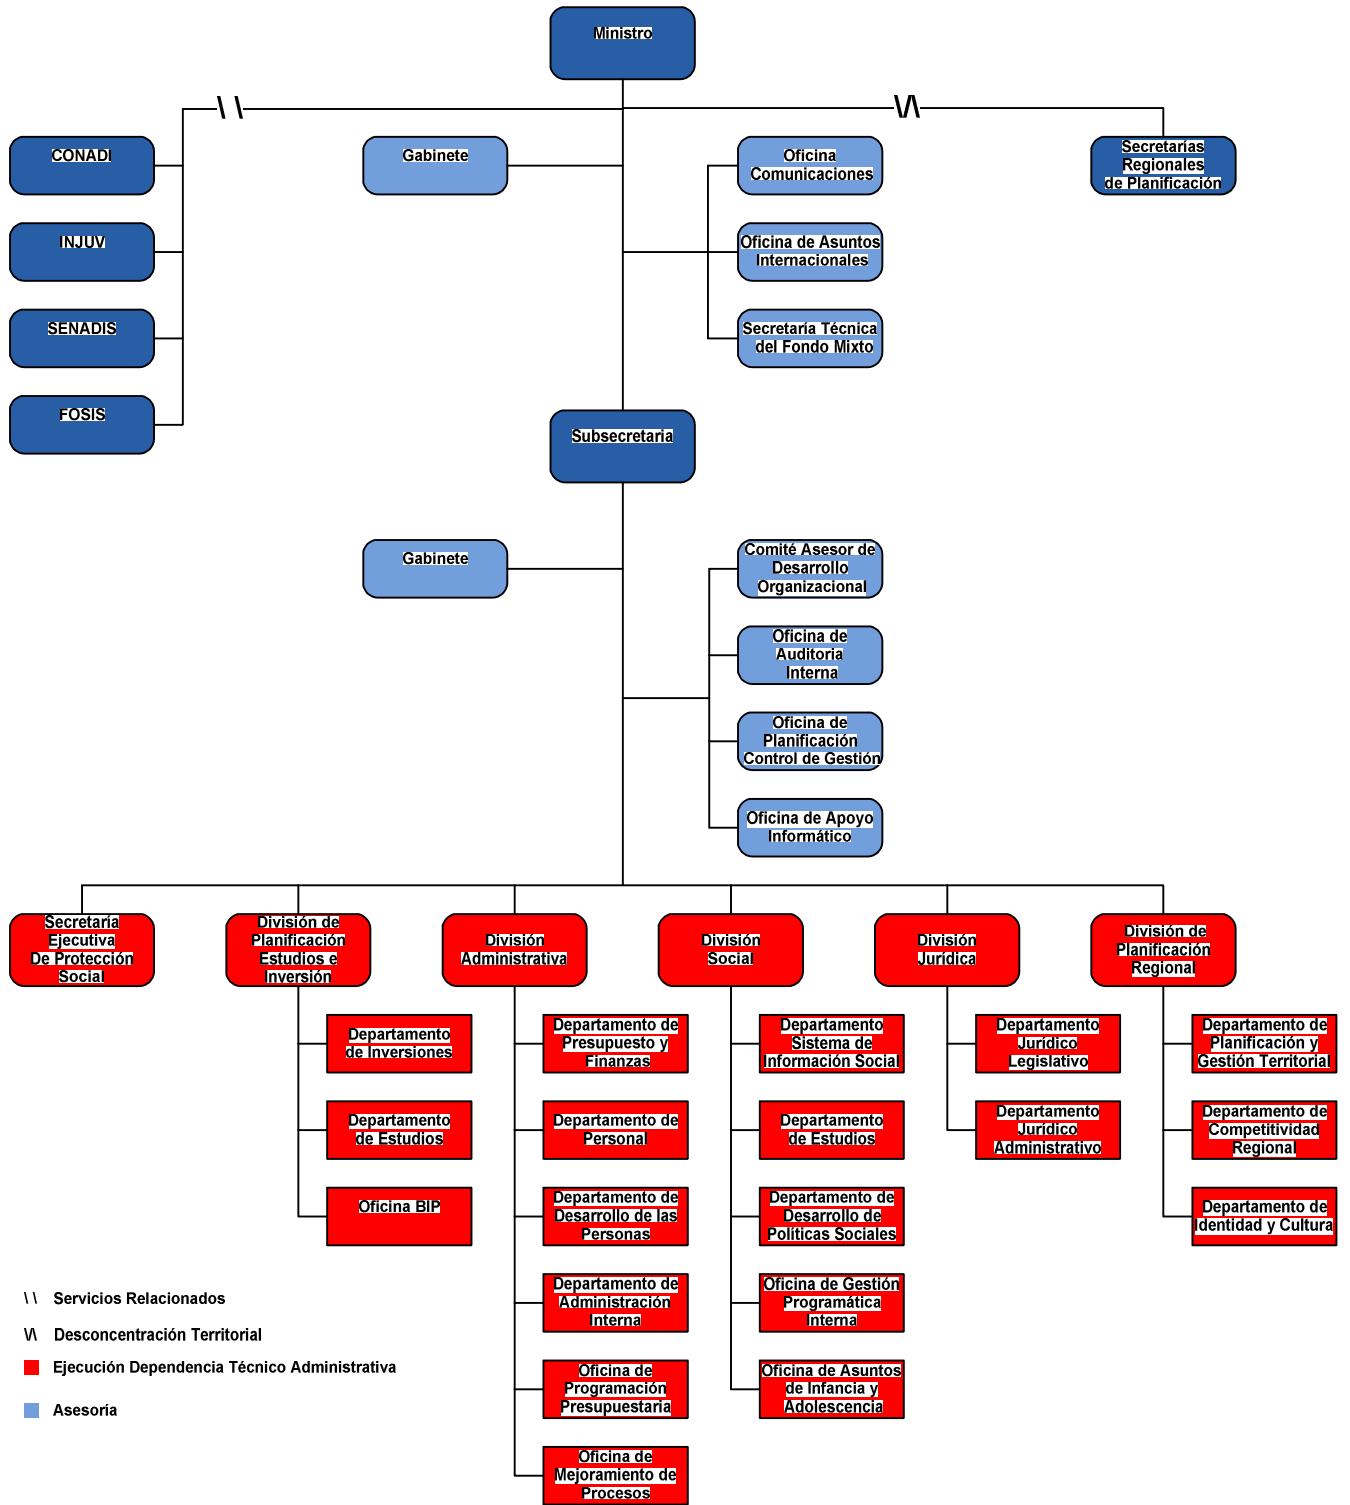 Ministro
CONADI
INJUV
SENADIS
FOSIS
Gabinete
Oficina
Comunicaciones
Oficina de Asuntos
Internacionales
Secretaría Técnica
del Fondo Mixto
Secretarías
Regionales
de Planificación
Subsecretaria
Gabinete
Comité Asesor de
Desarrollo
Organizacional
Oficina de
Auditoria
Interna
Oficina de
Planificación
Control de Gestión
Oficina de Apoyo
Informático
Secretaría
Ejecutiva
De Protección
Social
División de
Planificación
Estudios e
Inversión
Departamento
de Inversiones
Departamento
de Estudios
Oficina BIP
División
Administrativa
Departamento de
Presupuesto y
Finanzas
Departamento de
Personal
Departamento de
Desarrollo de las
Personas
Departamento de
Administración
Interna
Oficina de
Programación
Presupuestaria
Oficina de
Mejoramiento de
Procesos
División
Social
Departamento
Sistema de
Información Social
Departamento
de Estudios
Departamento de
Desarrollo de
Políticas Sociales
Oficina de Gestión
Programática
Interna
Oficina de Asuntos
de Infancia y
Adolescencia
División
Jurídica
Departamento
Jurídico
Legislativo
Departamento
Jurídico
Administrativo
División de
Planificación
Regional
Departamento de
Planificación y
Gestión Territorial
Departamento de
Competitividad
Regional
Departamento de
Identidad y Cultura
\ \ Servicios Relacionados
\/\ Desconcentración Territorial
Ejecución Dependencia Técnico Administrativa
Asesoría